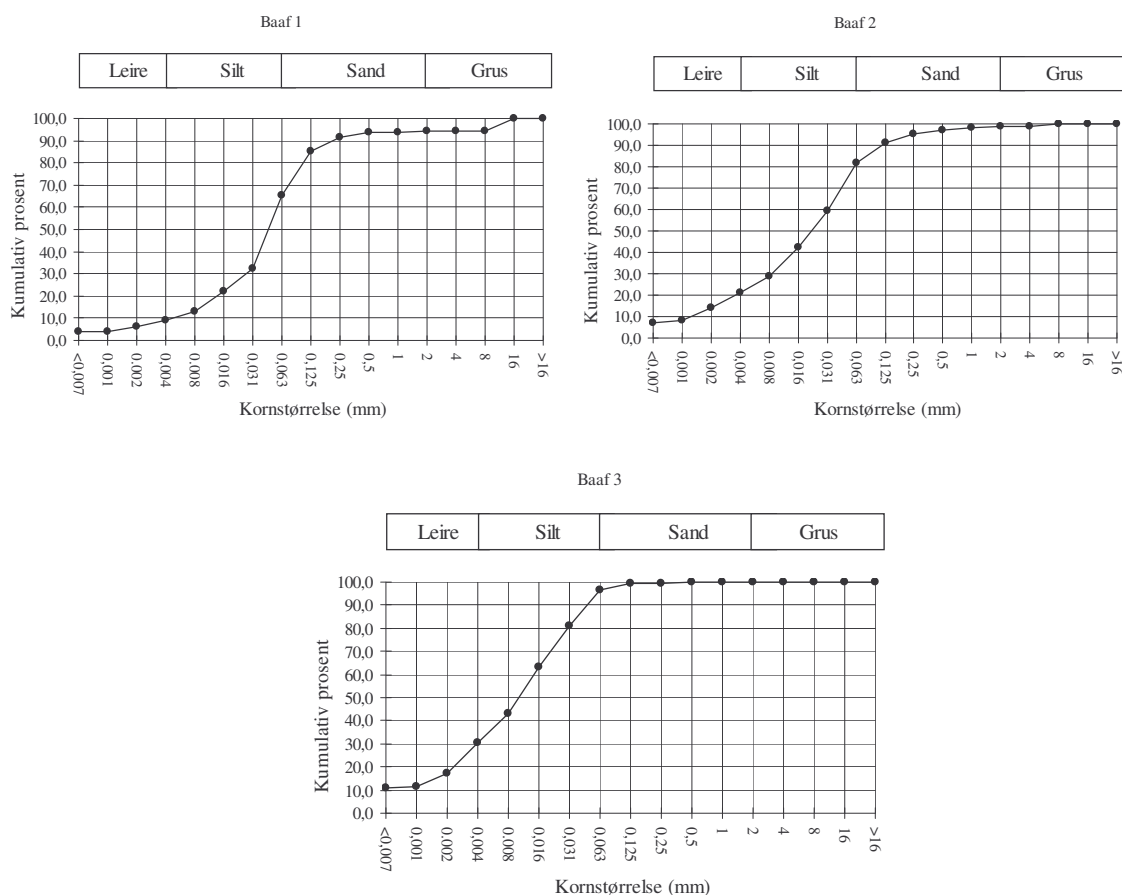 Baaf 1
Leire Silt Sand Grus
100,0
90,0
80,0
70,0
60,0
50,0
40,0
30,0
20,0
10,0
0,0
Kumulativ prosent
<0,007 0,001 0,002 0,004 0,008 0,016 0,031 0,063 0,125 0,25 0,5 1 2 4 8 16 >16
Kornstørrelse (mm)
Baaf 2
Leire Silt Sand Grus
100,0
90,0
80,0
70,0
60,0
50,0
40,0
30,0
20,0
10,0
0,0
Kumulativ prosent
<0,007 0,001 0,002 0,004 0,008 0,016 0,031 0,063 0,125 0,25 0,5 1 2 4 8 16 >16
Kornstørrelse (mm)
Baaf 3
Leire Silt Sand Grus
100,0
90,0
80,0
70,0
60,0
50,0
40,0
30,0
20,0
10,0
0,0
Kumulativ prosent
<0,007 0,001 0,002 0,004 0,008 0,016 0,031 0,063 0,125 0,25 0,5 1 2 4 8 16 >16
Kornstørrelse (mm)